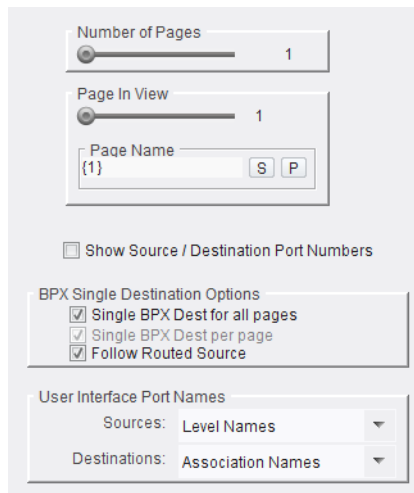 Number of Pages
1
Page In View
1
Page Name
{1} S P
Show Source / Destination Port Numbers
BPX Single Destination Options
Single BPX Dest for all pages
Single BPX Dest per page
Follow Routed Source
User Interface Port Names
Sources: Level Names
Destinations: Association Names